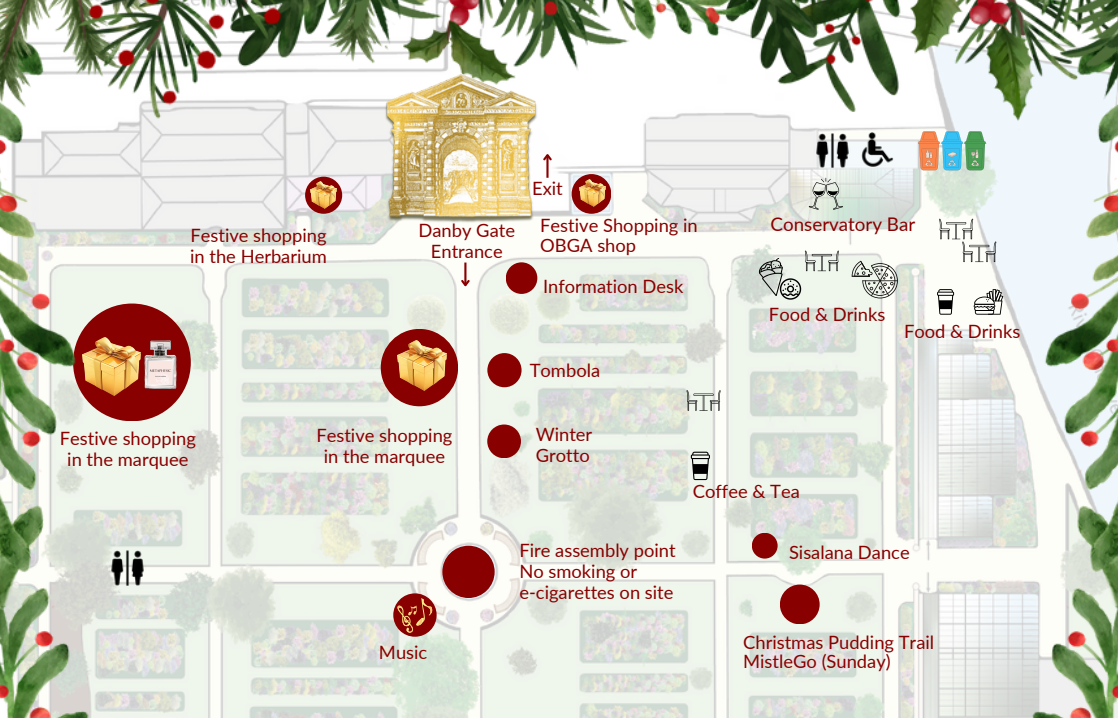 Exit
Festive shopping
in the Herbarium
Danby Gate
Entrance
Festive Shopping in
OBGA shop
Conservatory Bar
Information Desk
Food & Drinks
Food & Drinks
Tombola
Festive shopping
in the marquee
Festive shopping
in the marquee
Winter
Grotto
Coffee & Tea
Fire assembly point
No smoking or
e-cigarettes on site
Sisalana Dance
Music
Christmas Pudding Trail
MistleGo (Sunday)